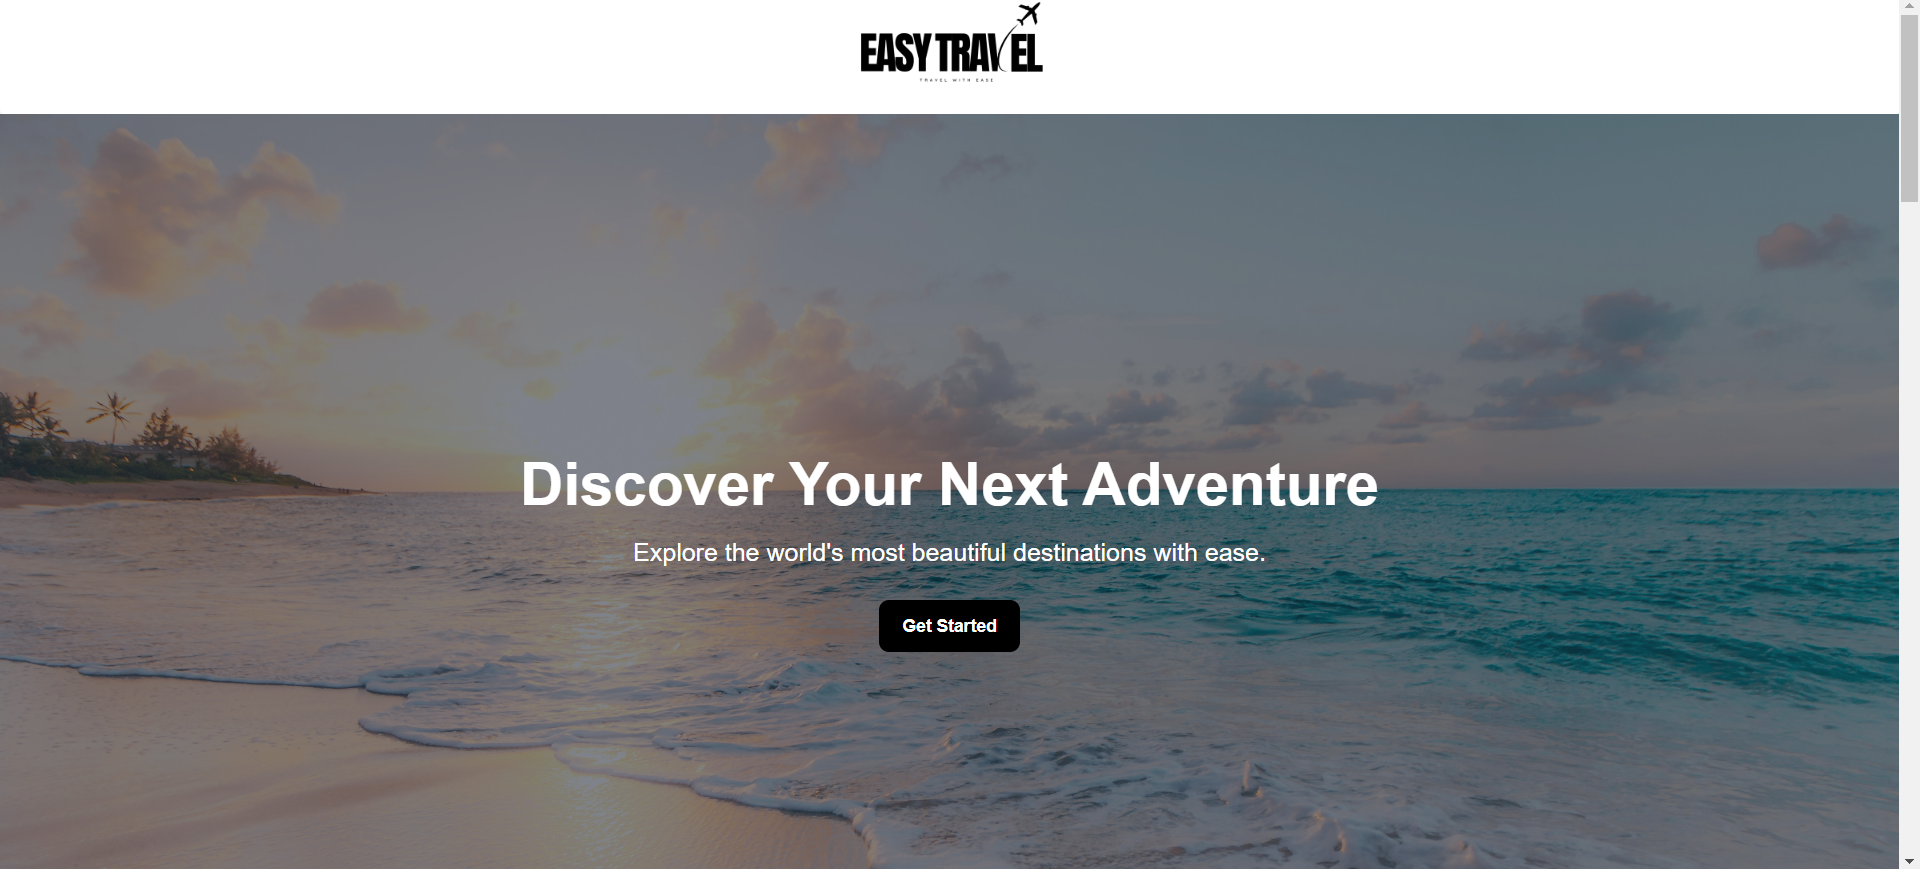 EASY TRAVEL
TRAVEL WITH EASE
Discover Your Next Adventure
Explore the world's most beautiful destinations with ease.
Get Started